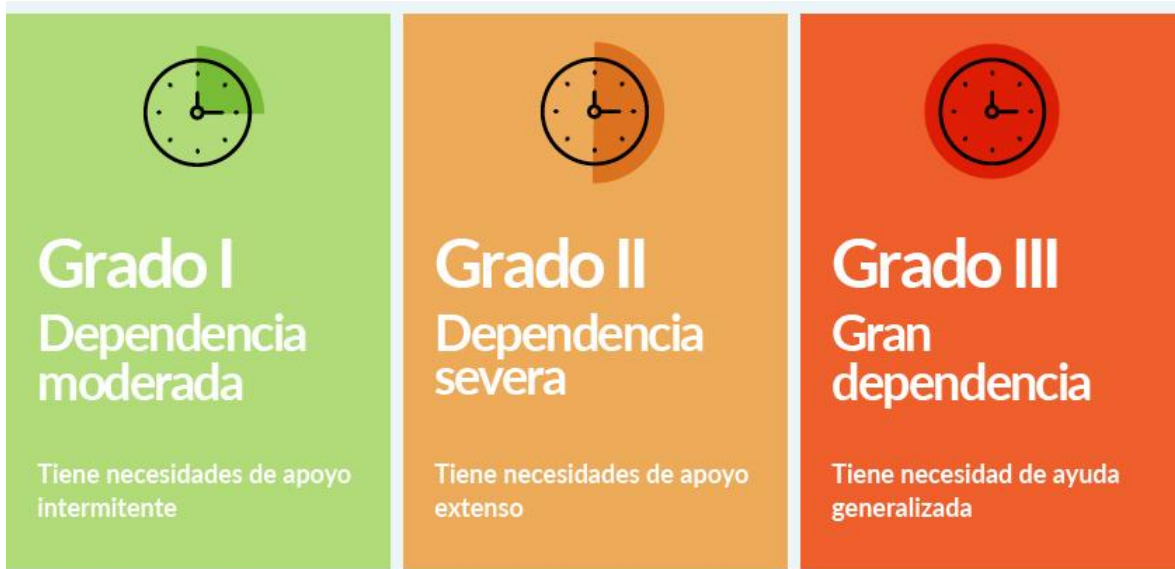 Grado I
Dependencia
moderada
Tiene necesidades de apoyo
intermitente
Grado II
Dependencia
severa
Tiene necesidades de apoyo
extenso
Grado III
Gran
dependencia
Tiene necesidad de ayuda
generalizada